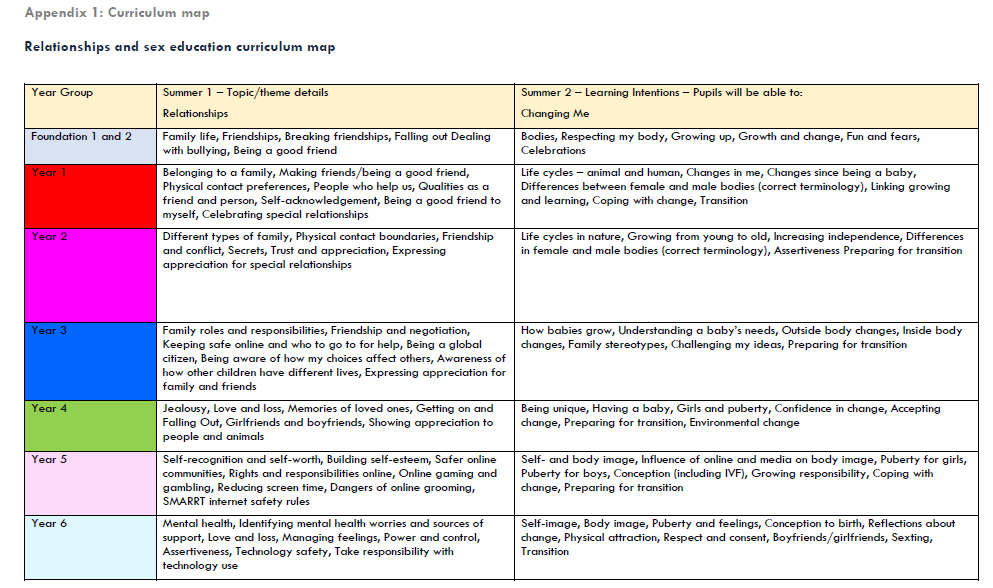 Appendix 1: Curriculum map
Relationships and sex education curriculum map
Year Group
Summer 1 – Topic/theme details
Relationships
Summer 2 – Learning Intentions – Pupils will be able to:
Changing Me
Foundation 1 and 2
Family life, Friendships, Breaking friendships, Falling out Dealing
with bullying, Being a good friend
Bodies, Respecting my body, Growing up, Growth and change, Fun and fears,
Celebrations
Year 1
Belonging to a family, Making friends/being a good friend,
Physical contact preferences, People who help us, Qualities as a
friend and person, Self-acknowledgement, Being a good friend to
myself, Celebrating special relationships
Life cycles – animal and human, Changes in me, Changes since being a baby,
Differences between female and male bodies (correct terminology), Linking growing
and learning, Coping with change, Transition
Year 2
Different types of family, Physical contact boundaries, Friendship
and conflict, Secrets, Trust and appreciation, Expressing
appreciation for special relationships
Life cycles in nature, Growing from young to old, Increasing independence, Differences
in female and male bodies (correct terminology), Assertiveness Preparing for transition
Year 3
Family roles and responsibilities, Friendship and negotiation,
Keeping safe online and who to go to for help, Being a global
citizen, Being aware of how my choices affect others, Awareness of
how other children have different lives, Expressing appreciation for
family and friends
How babies grow, Understanding a baby's needs, Outside body changes, Inside body
changes, Family stereotypes, Challenging my ideas, Preparing for transition
Year 4
Jealousy, Love and loss, Memories of loved ones, Getting on and
Falling Out, Girlfriends and boyfriends, Showing appreciation to
people and animals
Being unique, Having a baby, Girls and puberty, Confidence in change, Accepting
change, Preparing for transition, Environmental change
Year 5
Self-recognition and self-worth, Building self-esteem, Safer online
communities, Rights and responsibilities online, Online gaming and
gambling, Reducing screen time, Dangers of online grooming,
SMARRT internet safety rules
Self- and body image, Influence of online and media on body image, Puberty for girls,
Puberty for boys, Conception (including IVF), Growing responsibility, Coping with
change, Preparing for transition
Year 6
Mental health, Identifying mental health worries and sources of
support, Love and loss, Managing feelings, Power and control,
Assertiveness, Technology safety, Take responsibility with
technology use
Self-image, Body image, Puberty and feelings, Conception to birth, Reflections about
change, Physical attraction, Respect and consent, Boyfriends/girlfriends, Sexting,
Transition